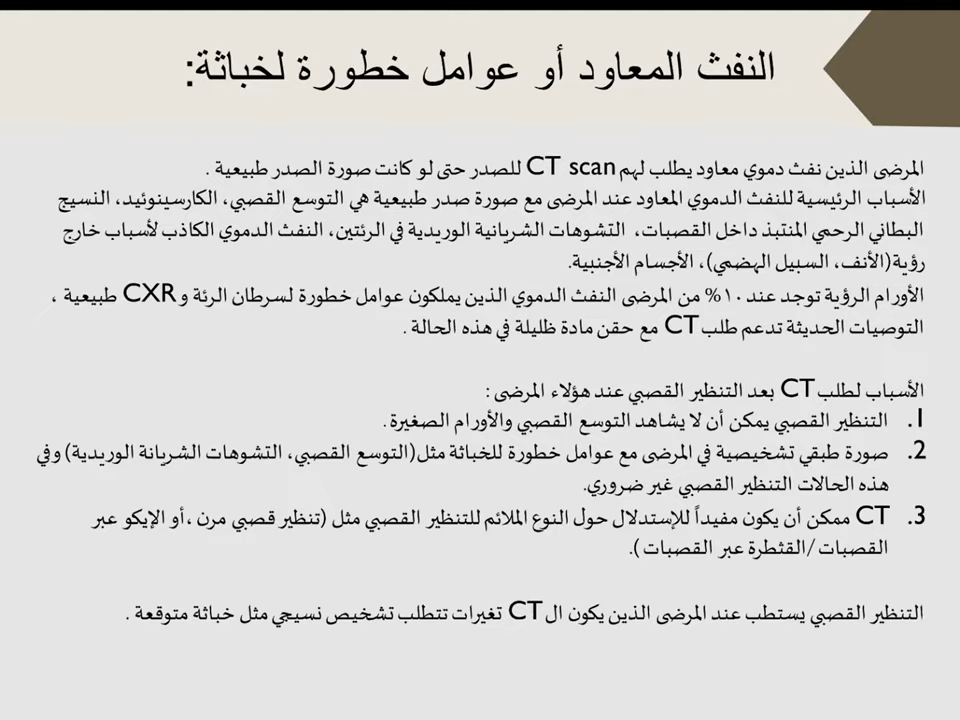 النفث المعاود أو عوامل خطورة لخباثة:
المرضى الذين نفث دموي معاود يطلب لهم CT scan للصدر حتى لو كانت صورة الصدر طبيعية .
الأسباب الرئيسية للنفث الدموي المعاود عند المرضى مع صورة صدر طبيعية هي التوسع القصبي، الكارسينوئيد، النسيج
البطاني الرحمي المنتبذ داخل القصبات، التشوهات الشريانية الوريدية في الرئتين، النفث الدموي الكاذب لأسباب خارج
رؤية(الأنف، السبيل الهضمي)، الأجسام الأجنبية.
الأورام الرؤية توجد عند ١٠% من المرضى النفث الدموي الذين يملكون عوامل خطورة لسرطان الرئة و CXR طبيعية ،
التوصيات الحديثة تدعم طلب CT مع حقن مادة ظليلة في هذه الحالة .
الأسباب لطلب CT بعد التنظير القصبي عند هؤلاء المرضى :
1. التنظير القصبي يمكن أن لا يشاهد التوسع القصبي والأورام الصغيرة.
2. صورة طبقي تشخيصية في المرضى مع عوامل خطورة للخباثة مثل(التوسع القصبي، التشوهات الشريانة الوريدية) وفي
هذه الحالات التنظير القصبي غير ضروري.
3. CT ممكن أن يكون مفيداً للإستدلال حول النوع الملائم للتنظير القصبي مثل (تنظير قصبي مرن ،أو الإيكو عبر
القصبات /القثطرة عبر القصبات ).
التنظير القصبي يستطب عند المرضى الذين يكون ال CT تغيرات تتطلب تشخيص نسيجي مثل خباثة متوقعة .